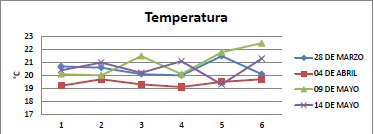 Temperatura
23
22
21
20
19
18
17
°C
1 2 3 4 5 6
28 DE MARZO
04 DE ABRIL
09 DE MAYO
14 DE MAYO